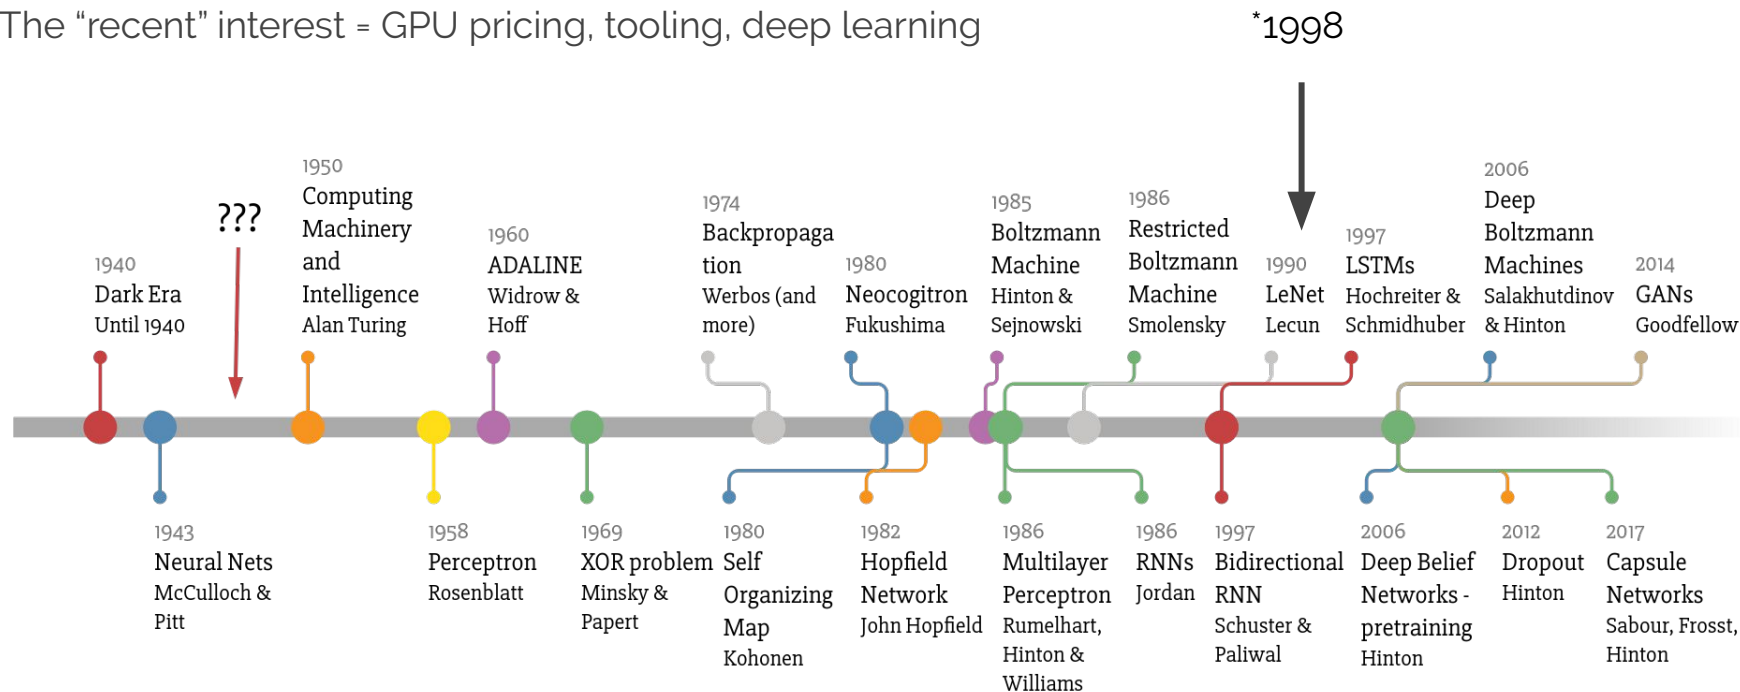 The “recent” interest = GPU pricing, tooling, deep learning
*1998
???
1940
Dark Era
Until 1940
1950
Computing
Machinery
and
Intelligence
Alan Turing
1960
ADALINE
Widrow &
Hoff
1974
Backpropaga
tion
Werbos (and
more)
1980
Neocogitron
Fukushima
1985
Boltzmann
Machine
Hinton &
Sejnowski
1986
Restricted
Boltzmann
Machine
Smolensky
1990
LeNet
Lecun
1997
LSTMs
Hochreiter &
Schmidhuber
2006
Deep
Boltzmann
Machines
Salakhutdinov
& Hinton
2014
GANs
Goodfellow
1943
Neural Nets
McCulloch &
Pitt
1958
Perceptron
Rosenblatt
1969
XOR problem
Minsky &
Papert
1980
Self
Organizing
Map
Kohonen
1982
Hopfield
Network
John Hopfield
1986
Multilayer
Perceptron
Rumelhart,
Hinton &
Williams
1986
RNNs
Jordan
1997
Bidirectional
RNN
Schuster &
Paliwal
2006
Deep Belief
Networks -
pretraining
Hinton
2012
Dropout
Hinton
2017
Capsule
Networks
Sabour, Frosst,
Hinton